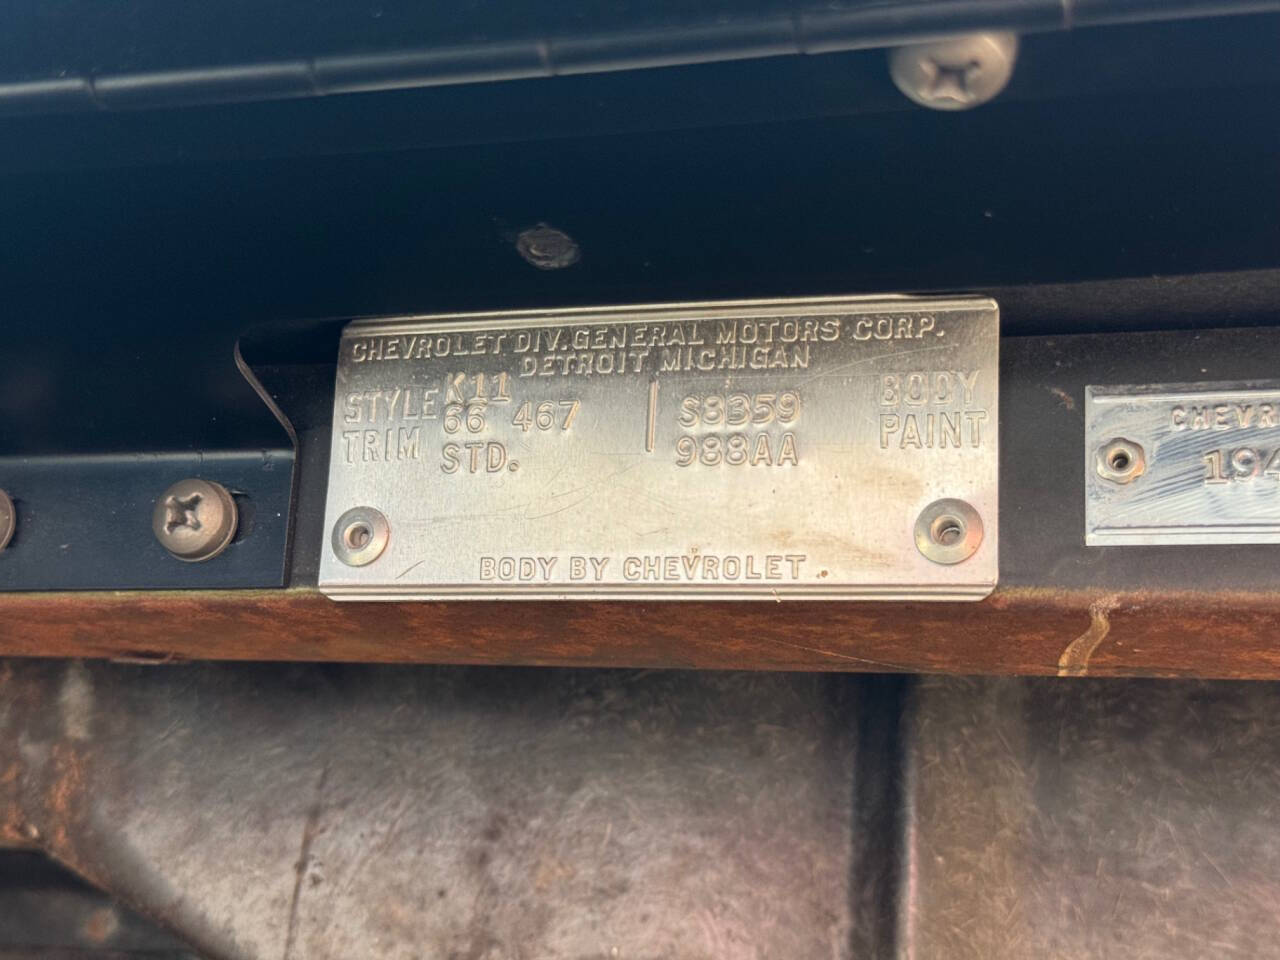 CHEVROLET DIV. GENERAL MOTORS CORP.
DETROIT MICHIGAN
K11
STYLE 66 467 | S8359 BODY
TRIM STD. 988AA PAINT
BODY BY CHEVROLET
CHEVR
194